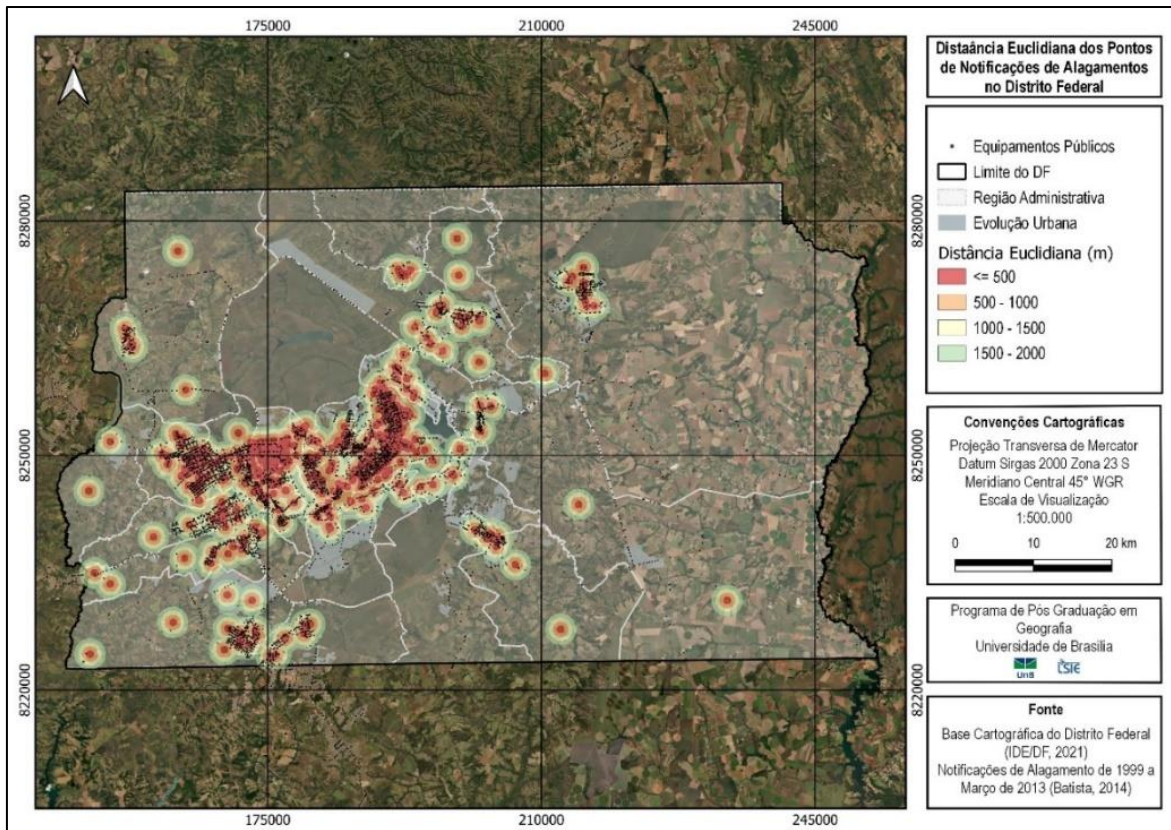 175000
210000
245000
8280000
8280000
8250000
8250000
8220000
8220000
175000
210000
245000
Distaância Euclidiana dos Pontos
de Notificações de Alagamentos
no Distrito Federal
Equipamentos Públicos
Limite do DF
Região Administrativa
Evolução Urbana
Distância Euclidiana (m)
<= 500
500 - 1000
1000 - 1500
1500 - 2000
Convenções Cartográficas
Projeção Transversa de Mercator
Datum Sirgas 2000 Zona 23 S
Meridiano Central 45° WGR
Escala de Visualização
1:500.000
0 10 20 km
Programa de Pós Graduação em
Geografia
Universidade de Brasília
UnB LSIE
Fonte
Base Cartográfica do Distrito Federal
(IDE/DF, 2021)
Notificações de Alagamento de 1999 a
Março de 2013 (Batista, 2014)